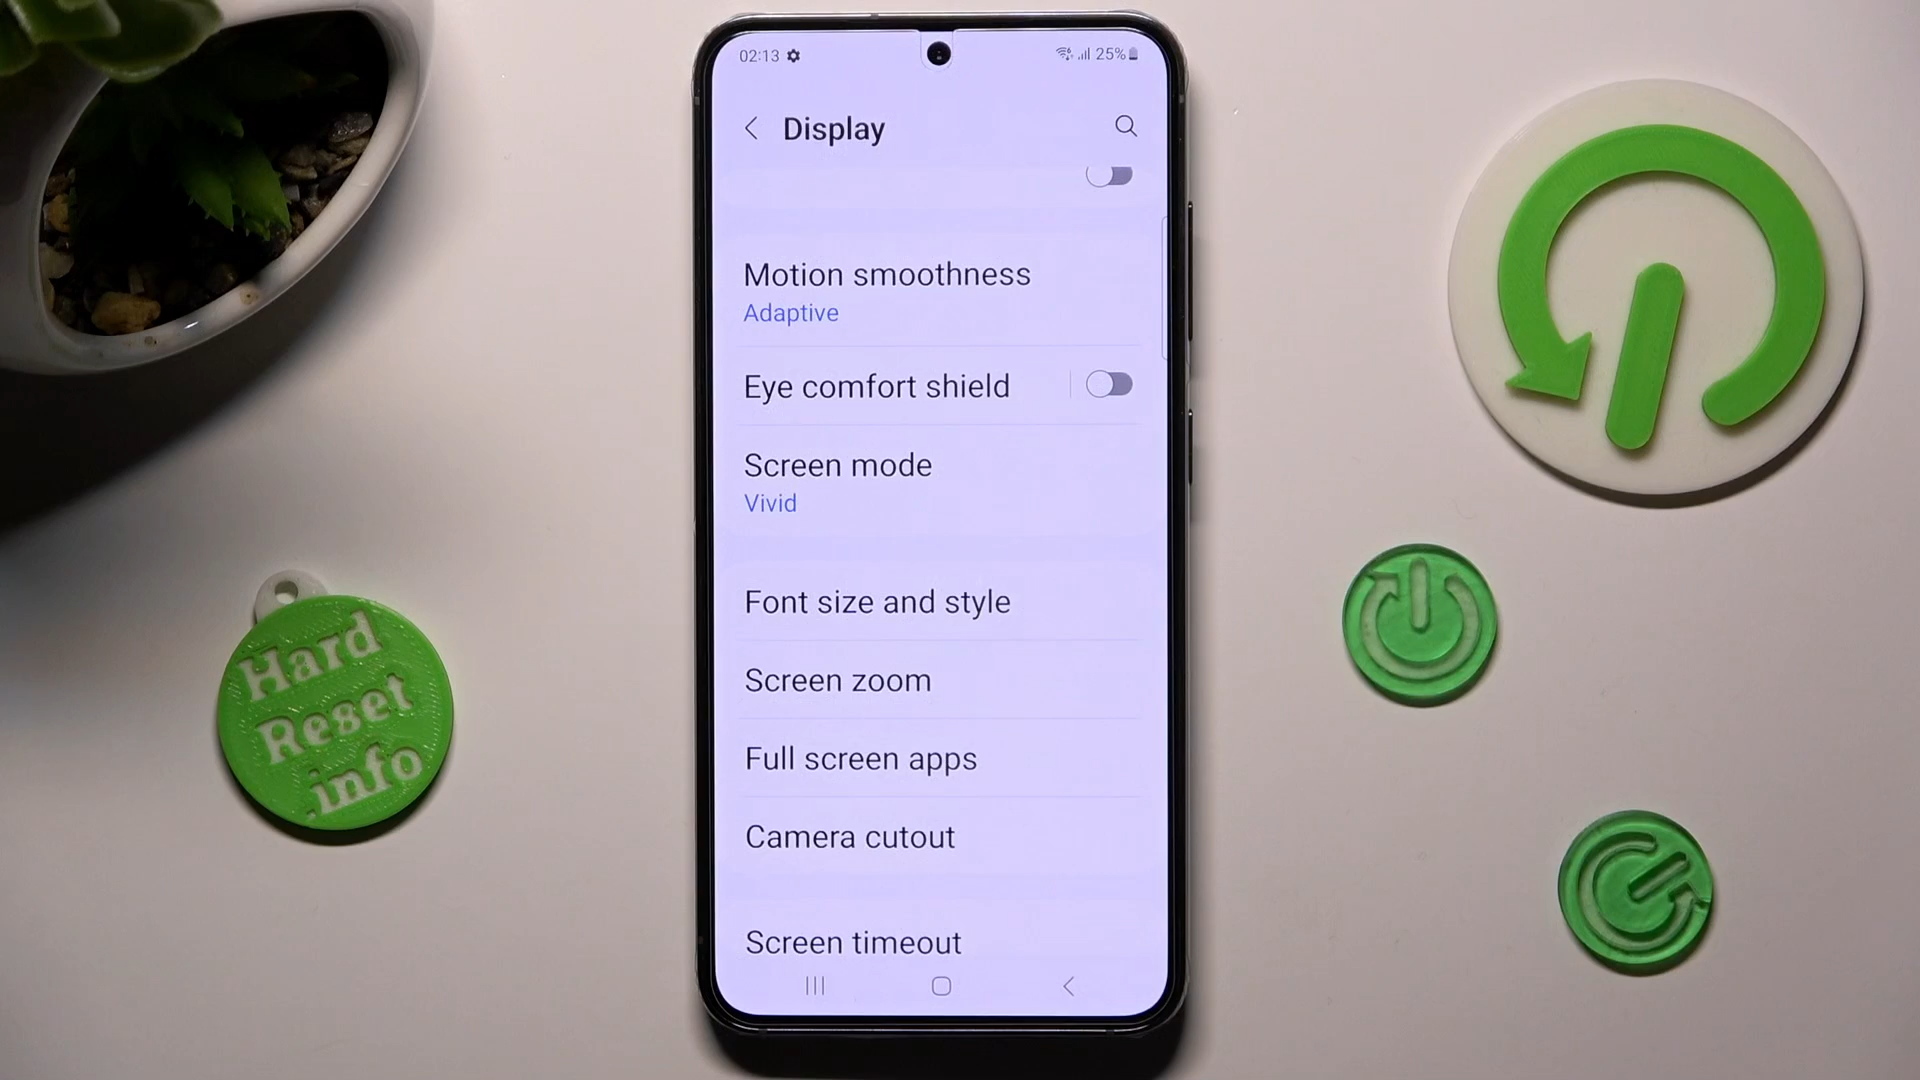 02:13
25%
Display
Motion smoothness
Adaptive
Eye comfort shield
Screen mode
Vivid
Font size and style
Screen zoom
Full screen apps
Camera cutout
Screen timeout
Hard
Reset
.info